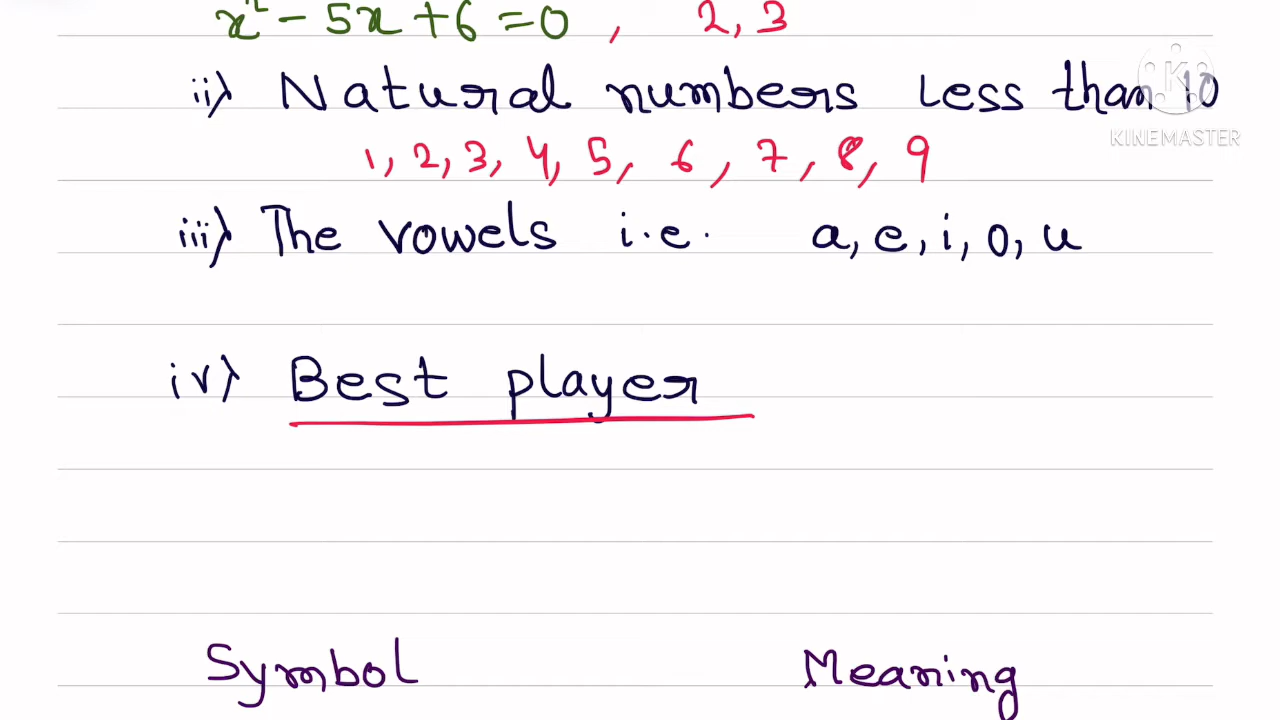 x² - 5x + 6 = 0 , 2, 3
ii) Natural numbers less than 10
KINEMASTER
1, 2, 3, 4, 5, 6, 7, 8, 9
iii) The vowels i.e. a, e, i, o, u
iv) Best player
Symbol Meaning